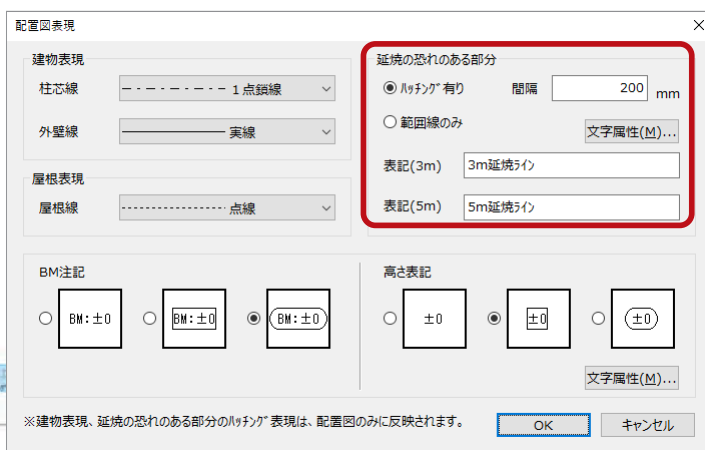 配置図表現
建物表現
柱芯線 1点鎖線
外壁線 実線
屋根表現
屋根線 点線
延焼の恐れのある部分
ﾊｯﾁﾝｸﾞ有り 間隔 200 mm
範囲線のみ 文字属性(M)...
表記(3m) 3m延焼ﾗｲﾝ
表記(5m) 5m延焼ﾗｲﾝ
BM注記
BM:±0 BM:±0 BM:±0
高さ表記
±0 ±0 ±0
文字属性(M)...
※建物表現、延焼の恐れのある部分のﾊｯﾁﾝｸﾞ表現は、配置図のみに反映されます。
OK キャンセル